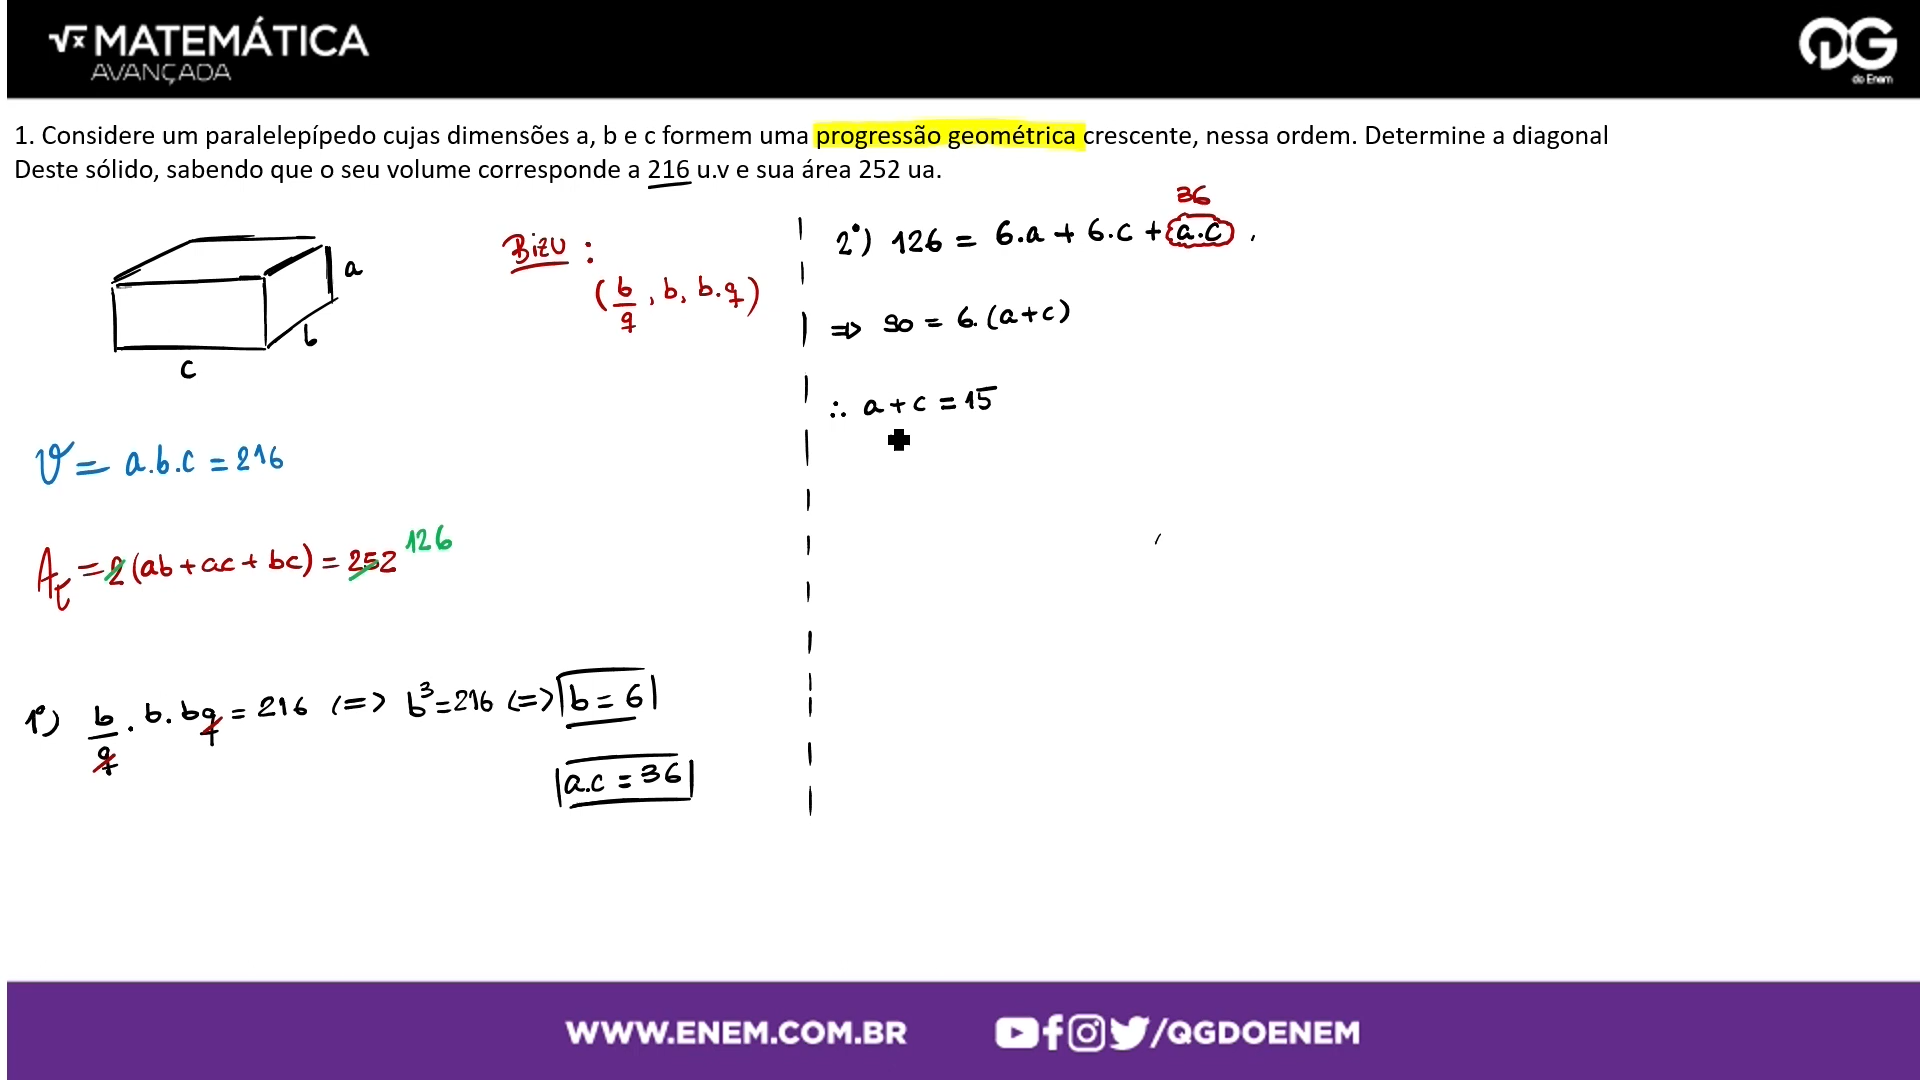 √x MATEMÁTICA
AVANÇADA
QG
do Enem
1. Considere um paralelepípedo cujas dimensões a, b e c formem uma progressão geométrica crescente, nessa ordem. Determine a diagonal
Deste sólido, sabendo que o seu volume corresponde a 216 u.v e sua área 252 ua.
a
b
c
BIZU :
(b/q, b, b.q)
V = a.b.c = 216
At = 2(ab + ac + bc) = 252 126
1º) b/q . b. bq = 216 (=> b³ = 216 (=> b = 6
a.c = 36
36
2º) 126 = 6.a + 6.c + a.c
=> 90 = 6.(a+c)
∴ a + c = 15
WWW.ENEM.COM.BR
/QGDOENEM